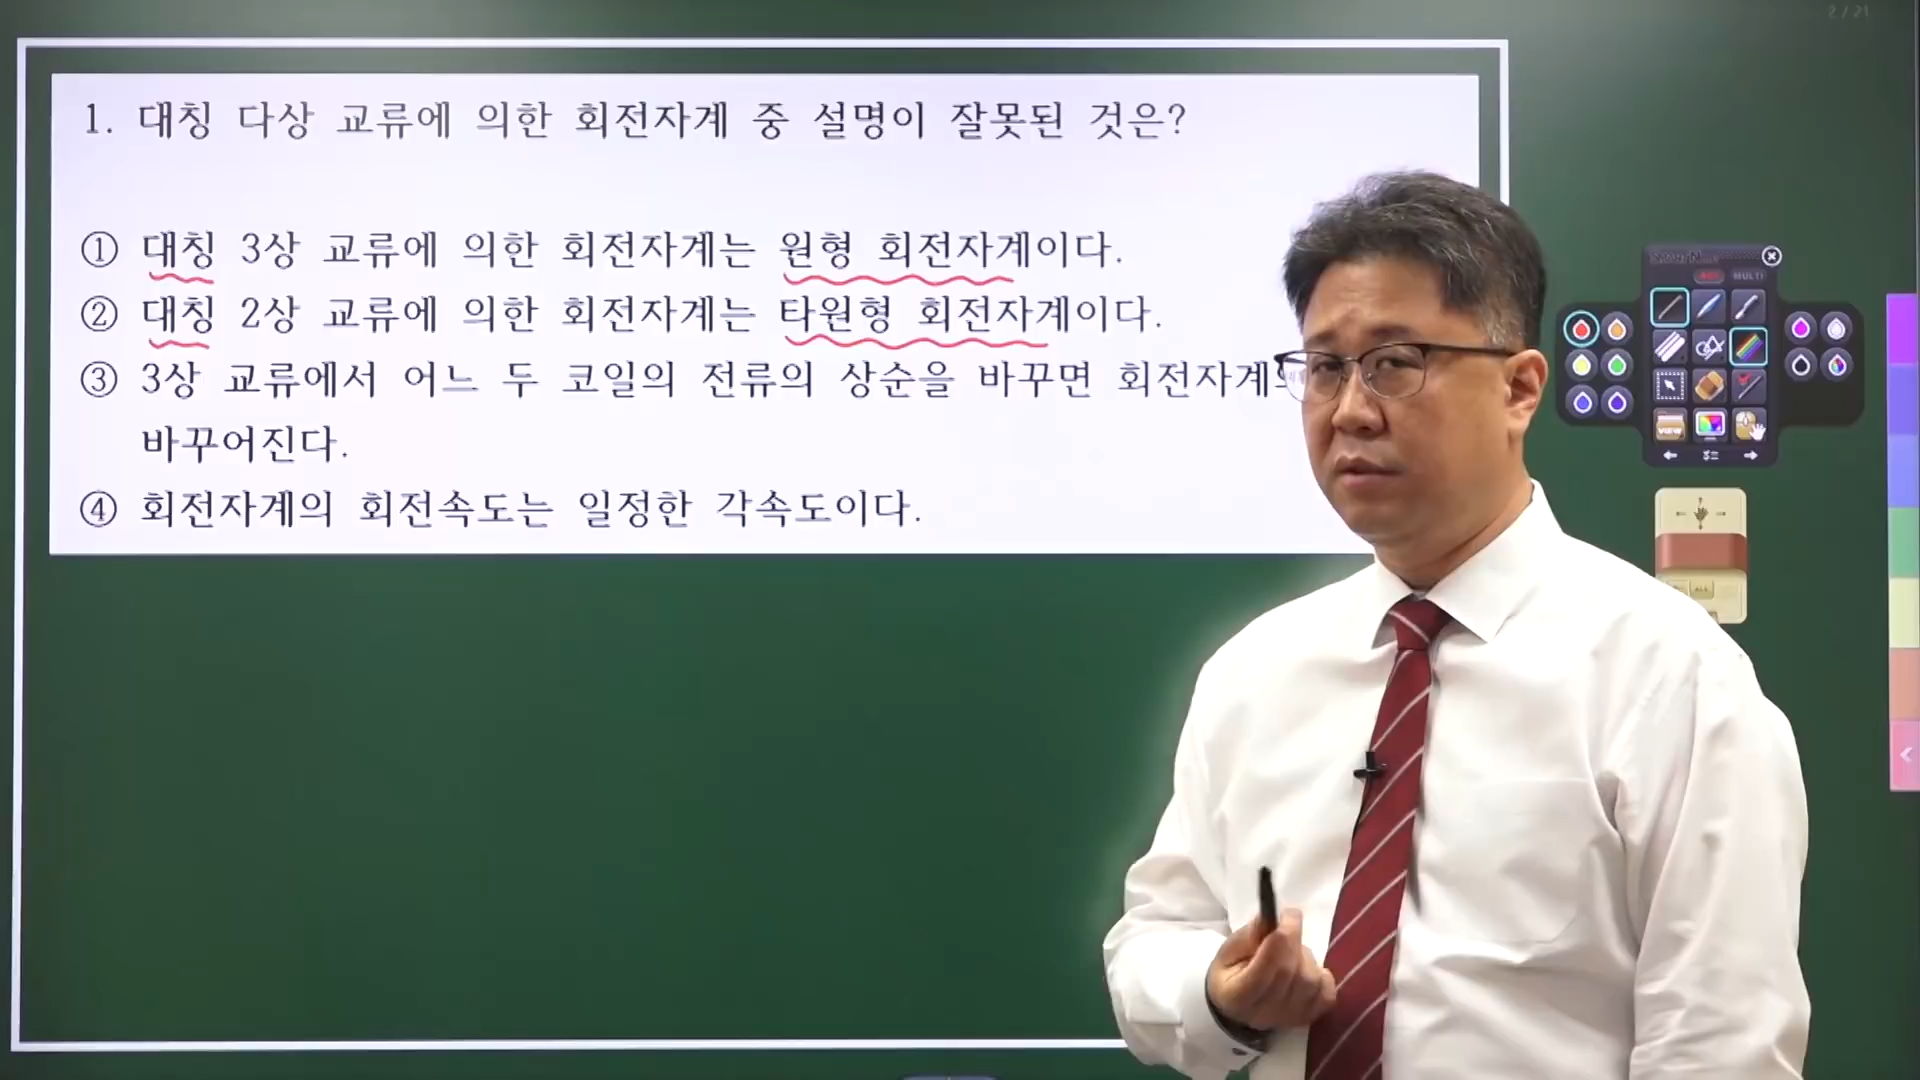 2 / 21
1. 대칭 다상 교류에 의한 회전자계 중 설명이 잘못된 것은?
① 대칭 3상 교류에 의한 회전자계는 원형 회전자계이다.
② 대칭 2상 교류에 의한 회전자계는 타원형 회전자계이다.
③ 3상 교류에서 어느 두 코일의 전류의 상순을 바꾸면 회전자계의
바꾸어진다.
④ 회전자계의 회전속도는 일정한 각속도이다.
MULTI
VIEW
ALL